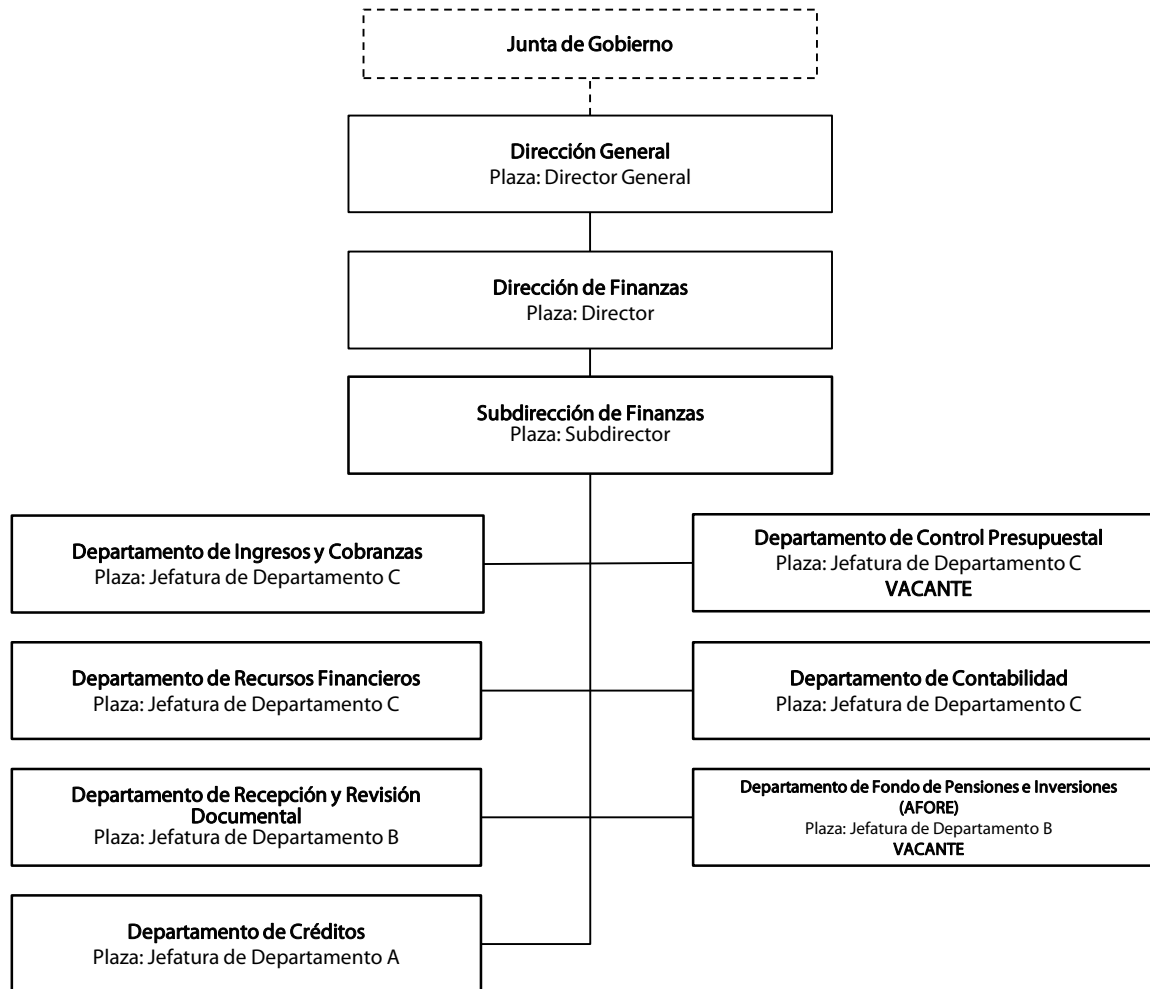 Junta de Gobierno
Dirección General
Plaza: Director General
Dirección de Finanzas
Plaza: Director
Subdirección de Finanzas
Plaza: Subdirector
Departamento de Ingresos y Cobranzas
Plaza: Jefatura de Departamento C
Departamento de Control Presupuestal
Plaza: Jefatura de Departamento C
VACANTE
Departamento de Recursos Financieros
Plaza: Jefatura de Departamento C
Departamento de Contabilidad
Plaza: Jefatura de Departamento C
Departamento de Recepción y Revisión
Documental
Plaza: Jefatura de Departamento B
Departamento de Fondo de Pensiones e Inversiones
(AFORE)
Plaza: Jefatura de Departamento B
VACANTE
Departamento de Créditos
Plaza: Jefatura de Departamento A